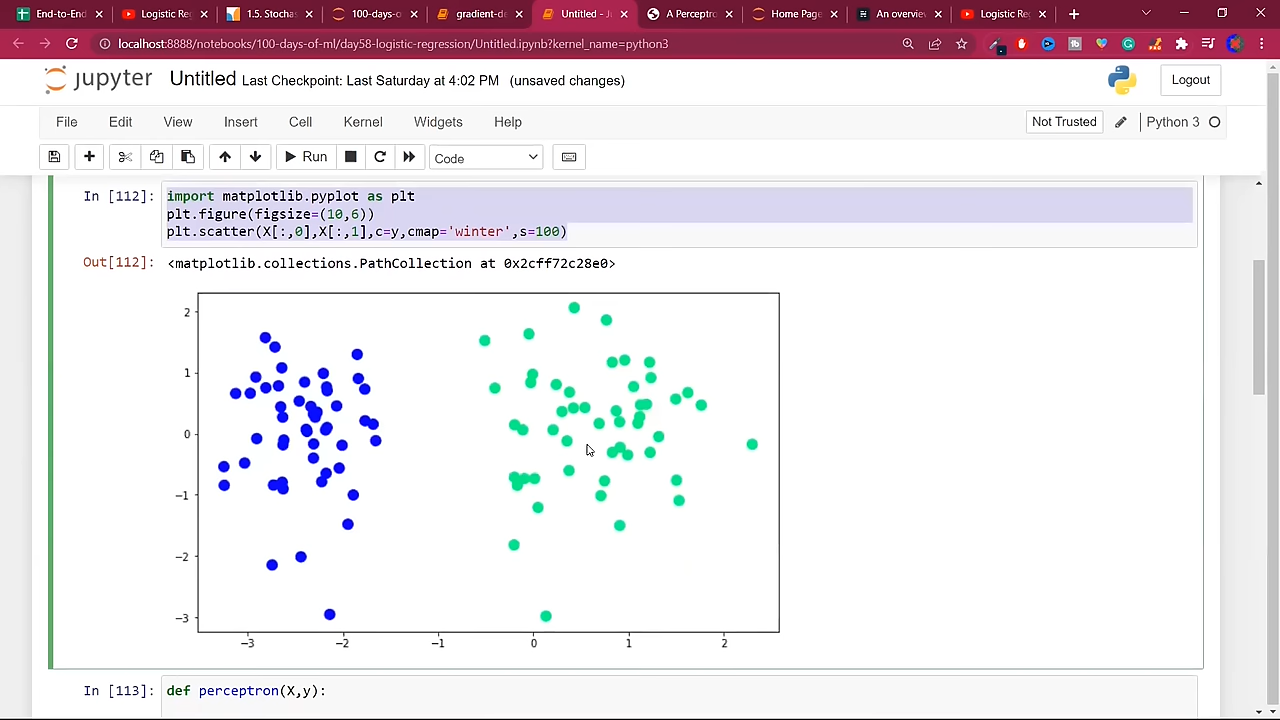 End-to-En
Logistic Re
1.5. Stochas
100-days-o
gradient-de
Untitled - Ju
A Perceptro
Home Page
An overvie
Logistic Re
localhost:8888/notebooks/100-days-of-ml/day58-logistic-regression/Untitled.ipynb?kernel_name=python3
jupyter Untitled Last Checkpoint: Last Saturday at 4:02 PM (unsaved changes) Logout
File Edit View Insert Cell Kernel Widgets Help Not Trusted Python 3
Run Code
In [112]: import matplotlib.pyplot as plt
plt.figure(figsize=(10,6))
plt.scatter(X[:,0],X[:,1],c=y,cmap='winter',s=100)
Out[112]: <matplotlib.collections.PathCollection at 0x2cff72c28e0>
2
1
0
−1
−2
−3
−3 −2 −1 0 1 2
In [113]: def perceptron(X,y):